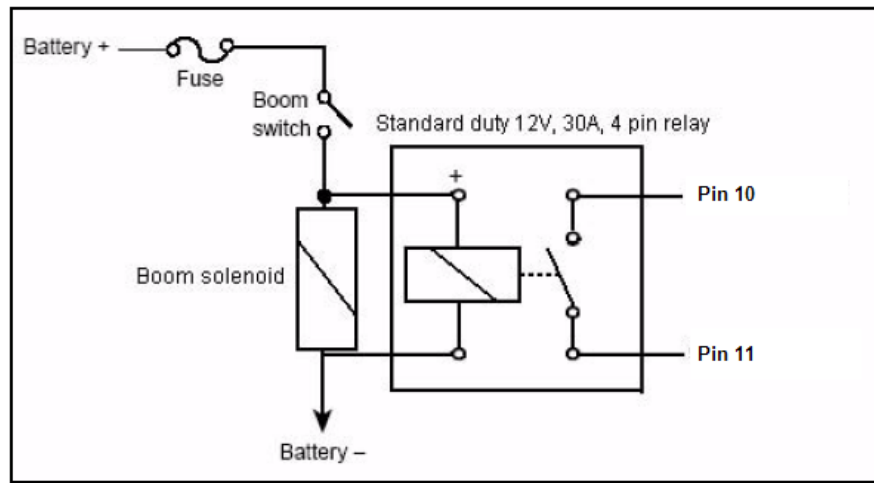 Battery +
Fuse
Boom
switch
Standard duty 12V, 30A, 4 pin relay
+
Pin 10
Boom solenoid
Pin 11
Battery –